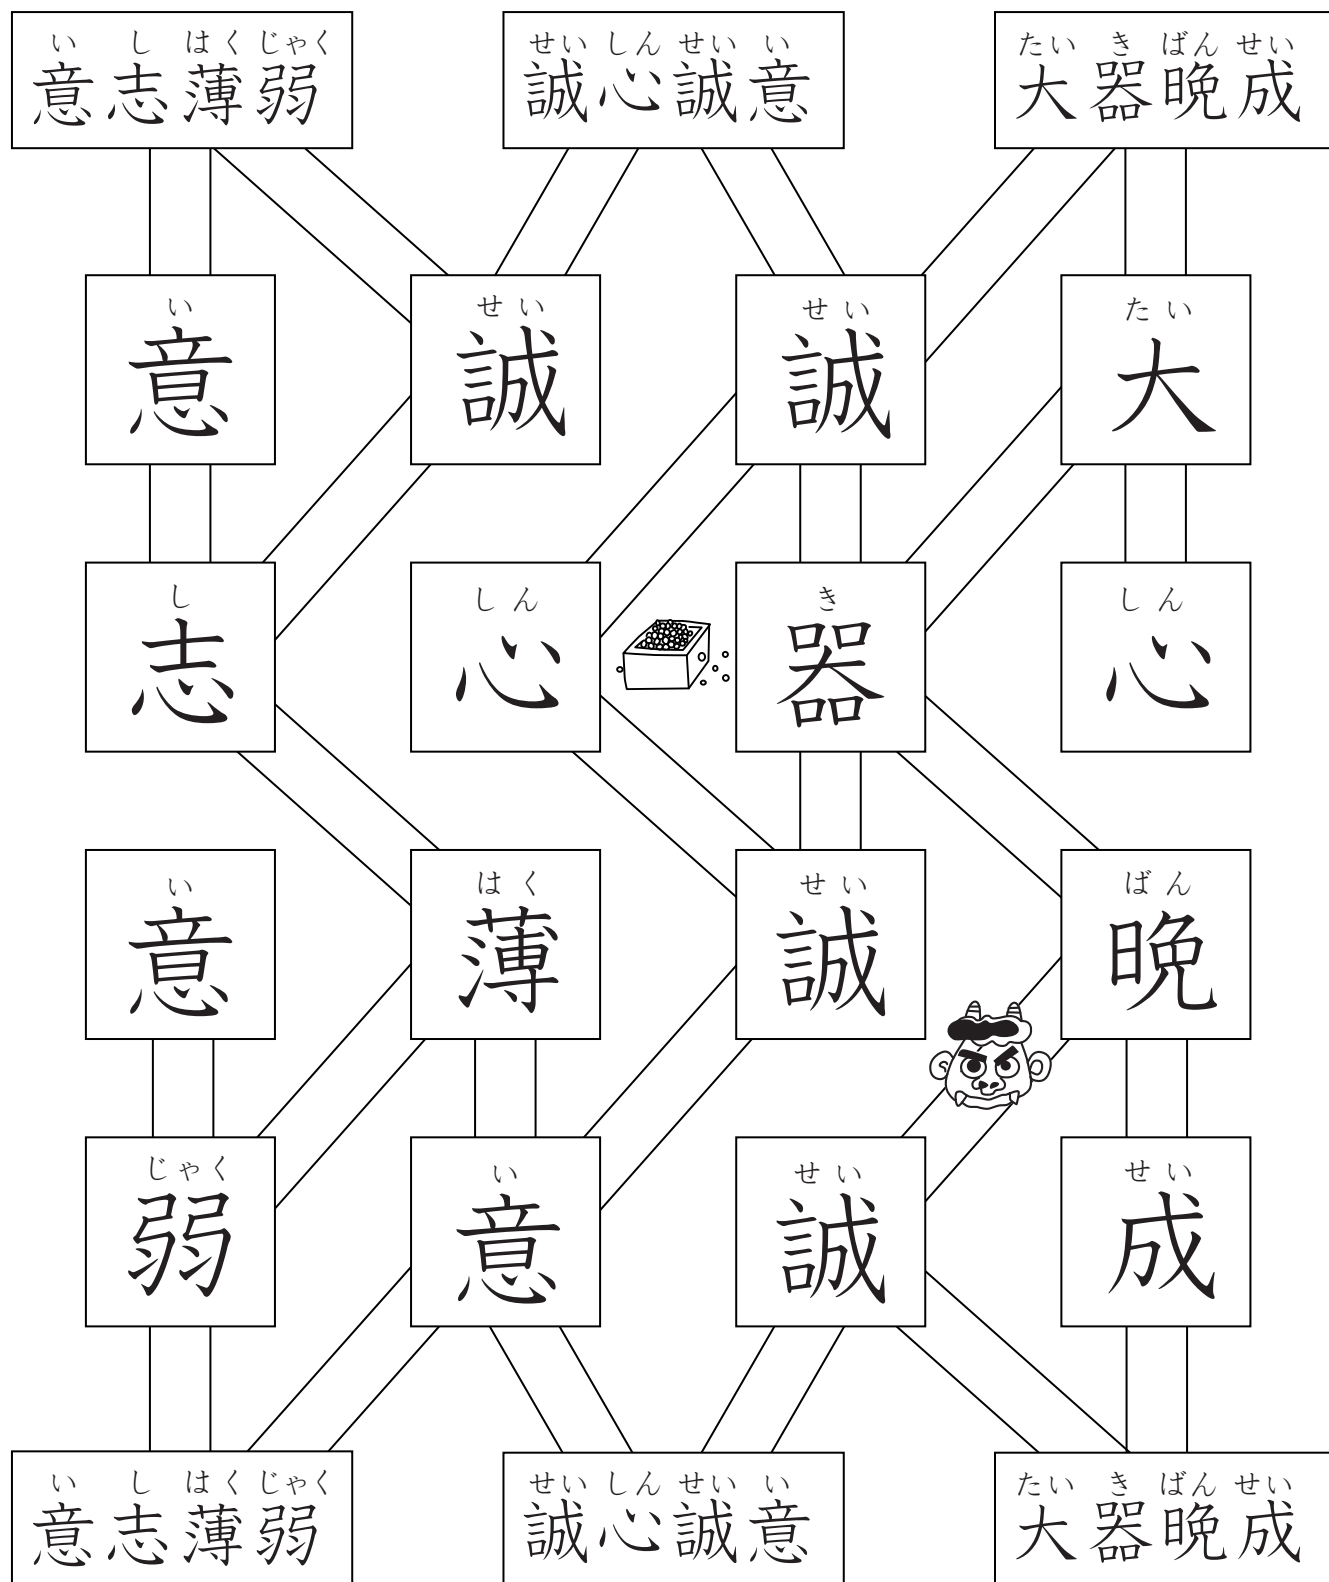 い し はく じゃく せい しん せい い たい き ばん せい
意志薄弱 誠心誠意 大器晩成
い せい せい たい
意 誠 誠 大
し しん き しん
志 心 器 心
い はく せい ばん
意 薄 誠 晩
じゃく い せい せい
弱 意 誠 成
い し はく じゃく せい しん せい い たい き ばん せい
意志薄弱 誠心誠意 大器晩成